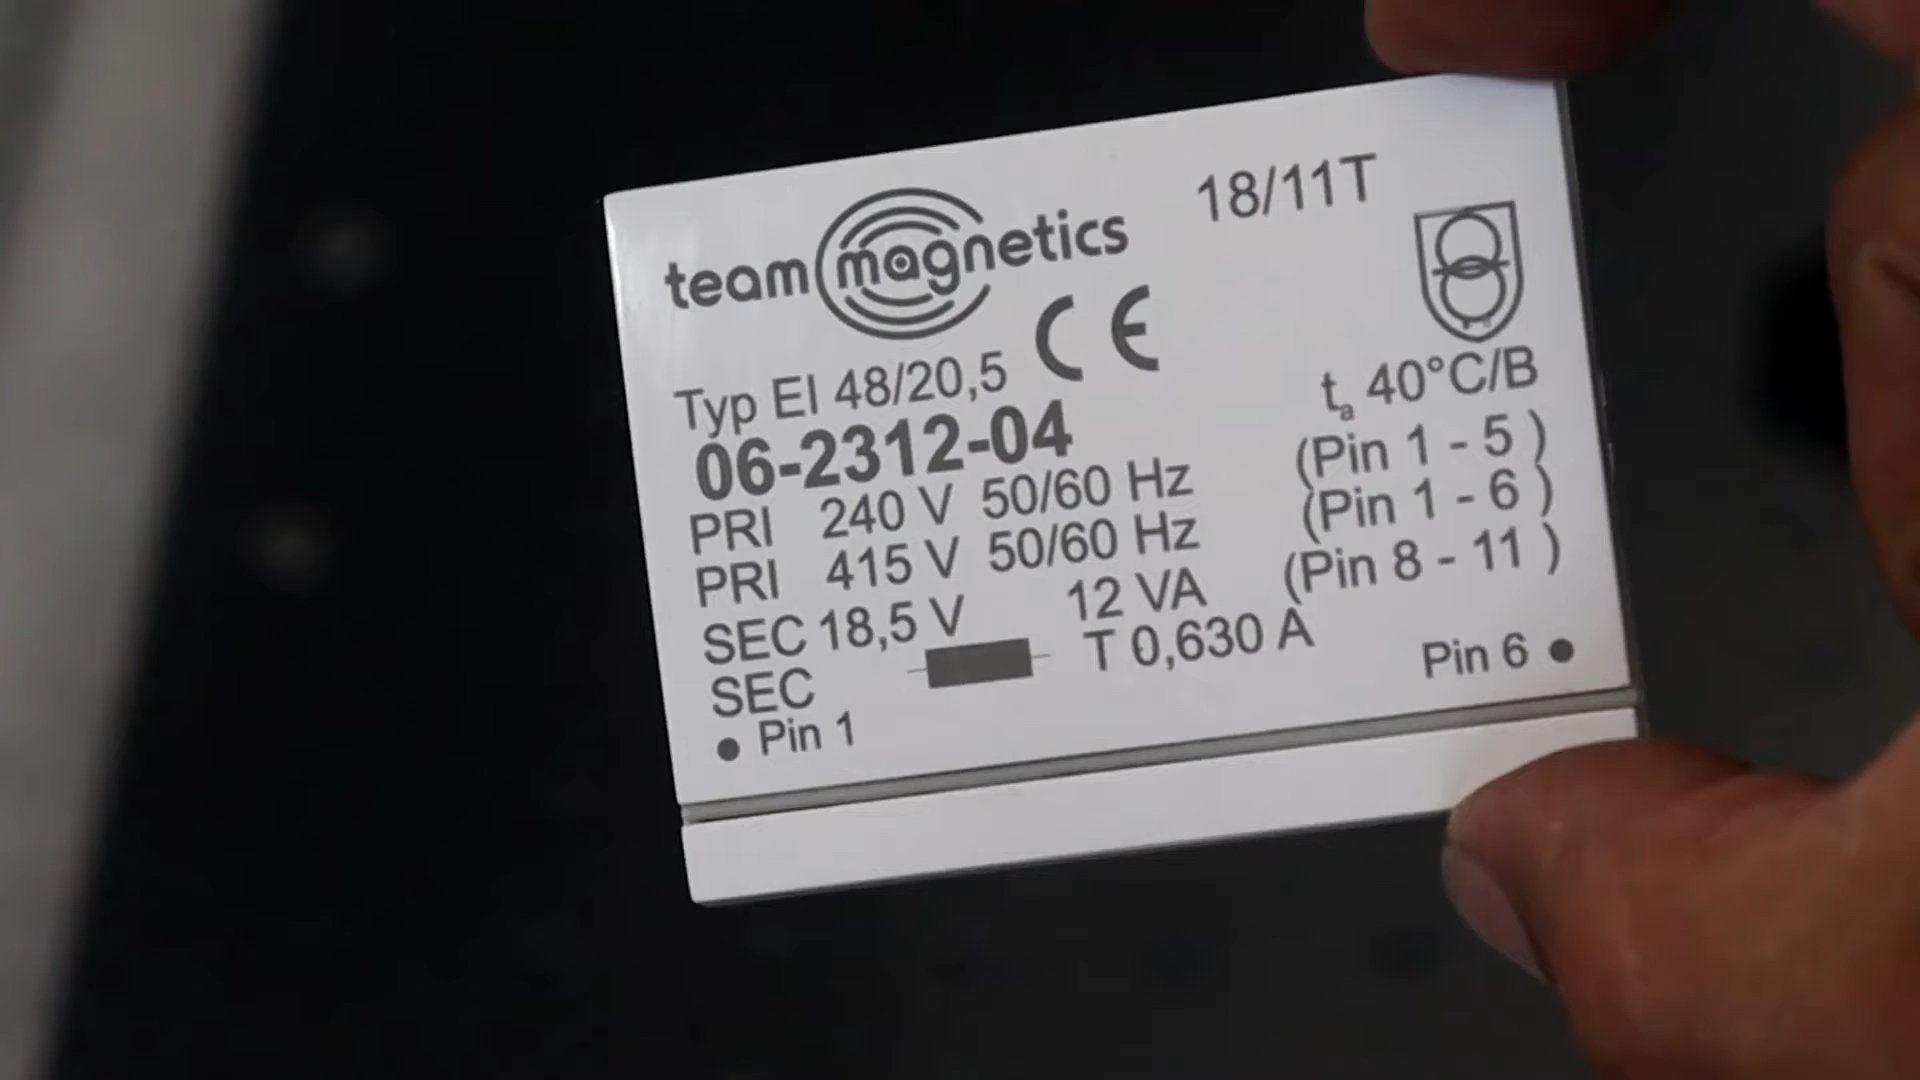 team magnetics 18/11T
CE
Typ EI 48/20,5 ta 40°C/B
06-2312-04
PRI 240 V 50/60 Hz (Pin 1 - 5 )
PRI 415 V 50/60 Hz (Pin 1 - 6 )
SEC 18,5 V 12 VA (Pin 8 - 11 )
SEC T 0,630 A
• Pin 1 Pin 6 •